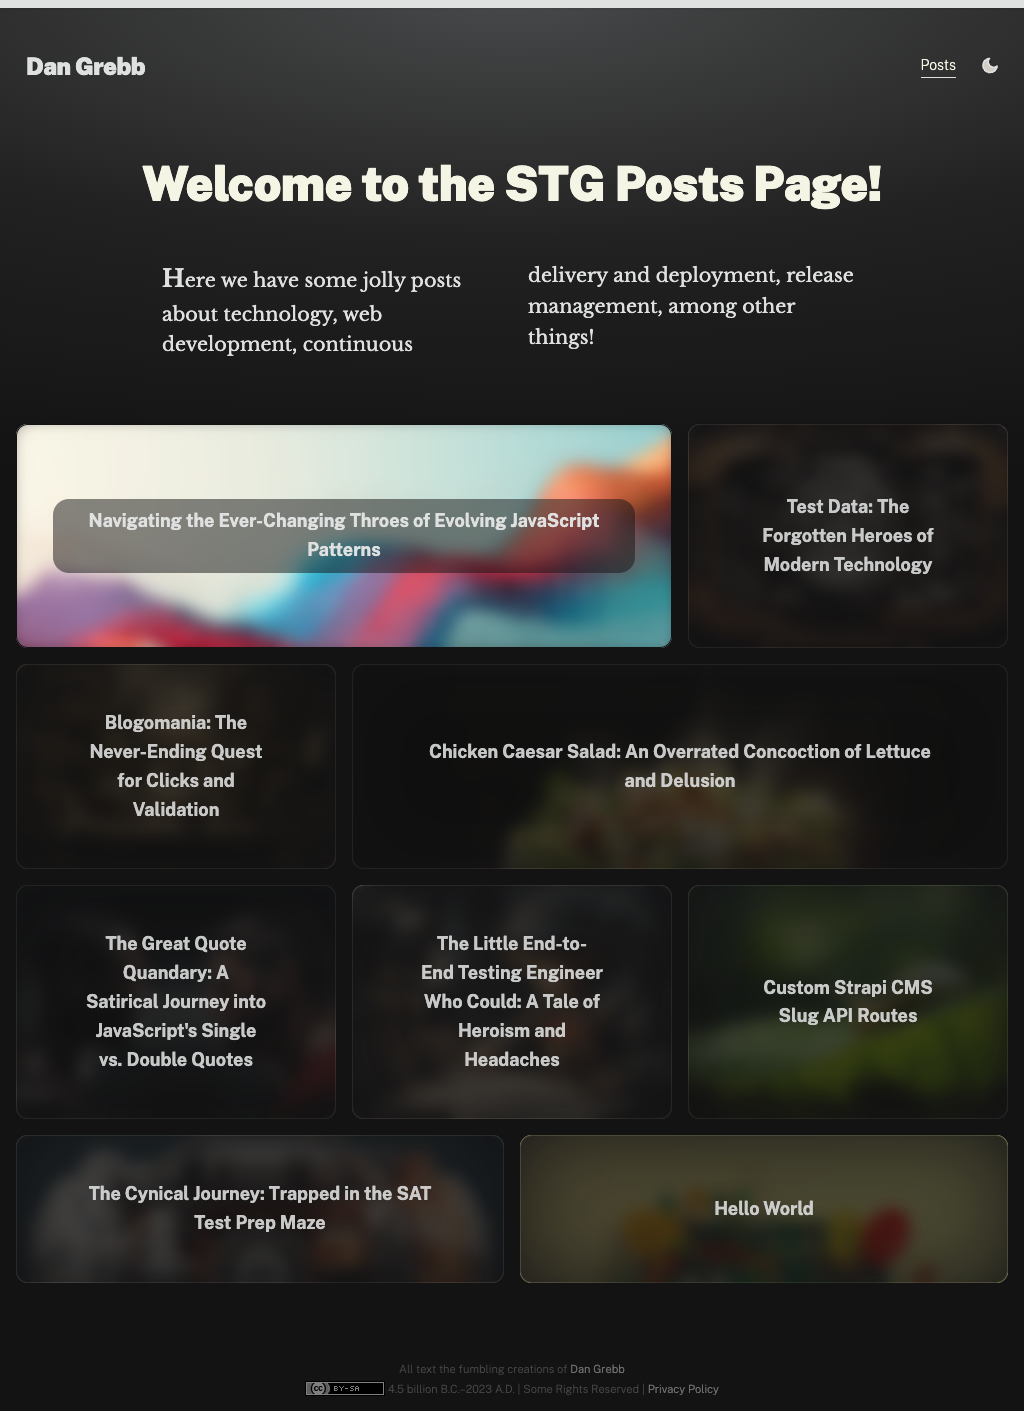 Dan Grebb
Posts
Welcome to the STG Posts Page!
Here we have some jolly posts
about technology, web
development, continuous
delivery and deployment, release
management, among other
things!
Navigating the Ever-Changing Throes of Evolving JavaScript
Patterns
Test Data: The
Forgotten Heroes of
Modern Technology
Blogomania: The
Never-Ending Quest
for Clicks and
Validation
Chicken Caesar Salad: An Overrated Concoction of Lettuce
and Delusion
The Great Quote
Quandary: A
Satirical Journey into
JavaScript's Single
vs. Double Quotes
The Little End-to-
End Testing Engineer
Who Could: A Tale of
Heroism and
Headaches
Custom Strapi CMS
Slug API Routes
The Cynical Journey: Trapped in the SAT
Test Prep Maze
Hello World
All text the fumbling creations of Dan Grebb
cc BY-SA 4.5 billion B.C.–2023 A.D. | Some Rights Reserved | Privacy Policy